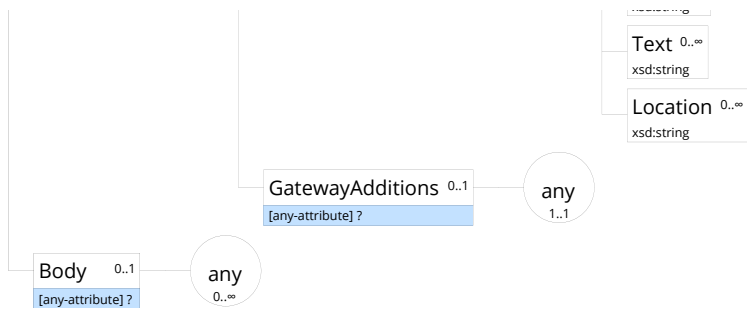 Text 0..∞
xsd:string
Location 0..∞
xsd:string
GatewayAdditions 0..1
[any-attribute] ?
any
1..1
Body 0..1
[any-attribute] ?
any
0..∞